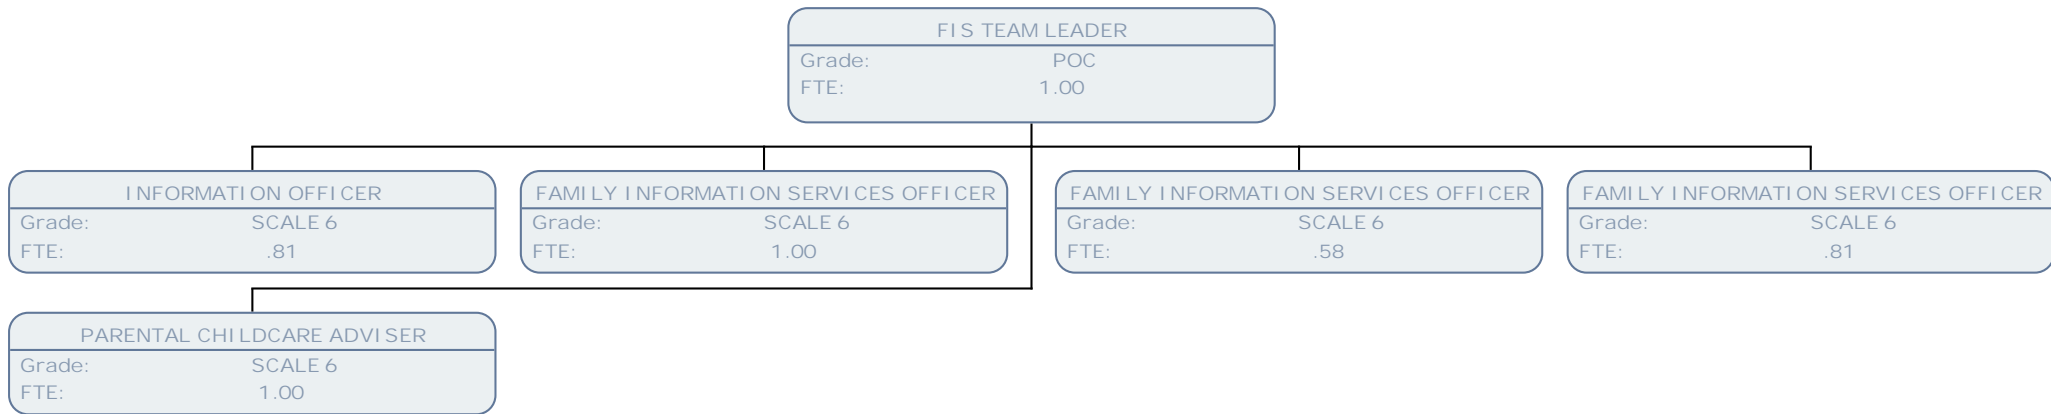 FIS TEAM LEADER
Grade: POC
FTE: 1.00
INFORMATION OFFICER
Grade: SCALE 6
FTE: .81
FAMILY INFORMATION SERVICES OFFICER
Grade: SCALE 6
FTE: 1.00
FAMILY INFORMATION SERVICES OFFICER
Grade: SCALE 6
FTE: .58
FAMILY INFORMATION SERVICES OFFICER
Grade: SCALE 6
FTE: .81
PARENTAL CHILDCARE ADVISER
Grade: SCALE 6
FTE: 1.00